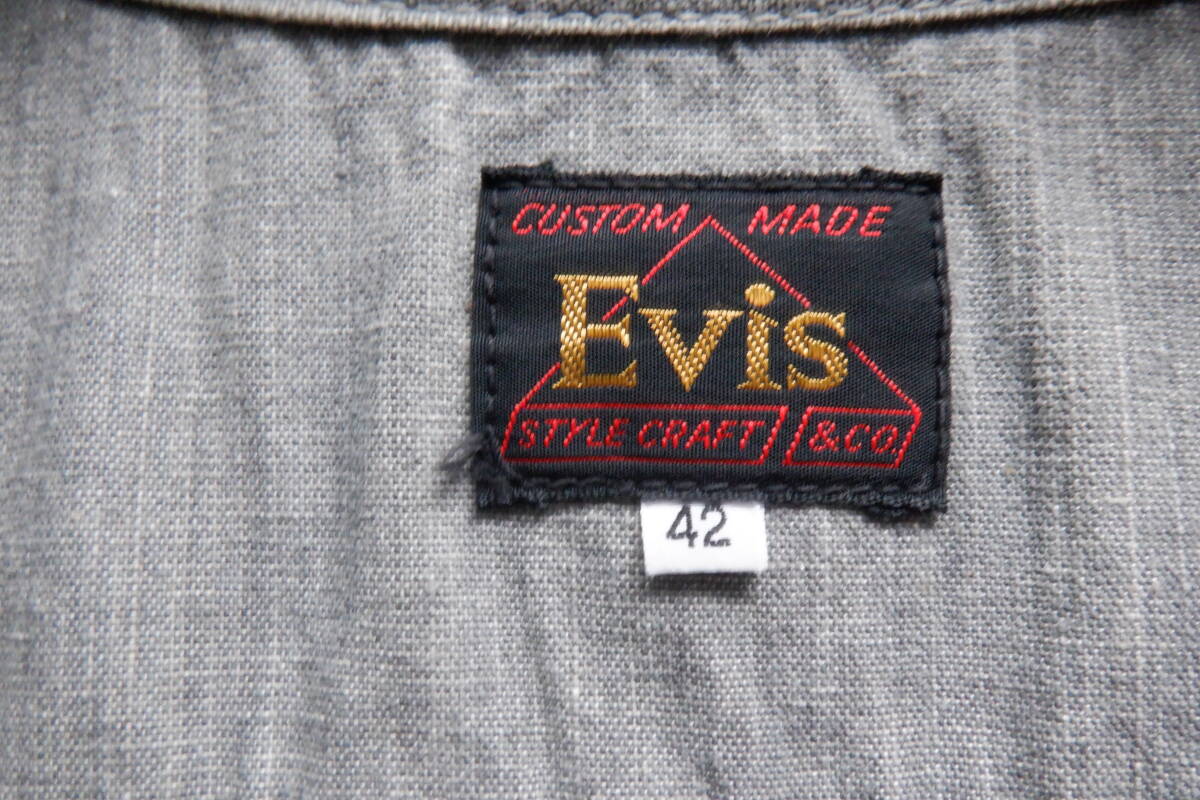 CUSTOM MADE
Evis
STYLE CRAFT &CO.
42